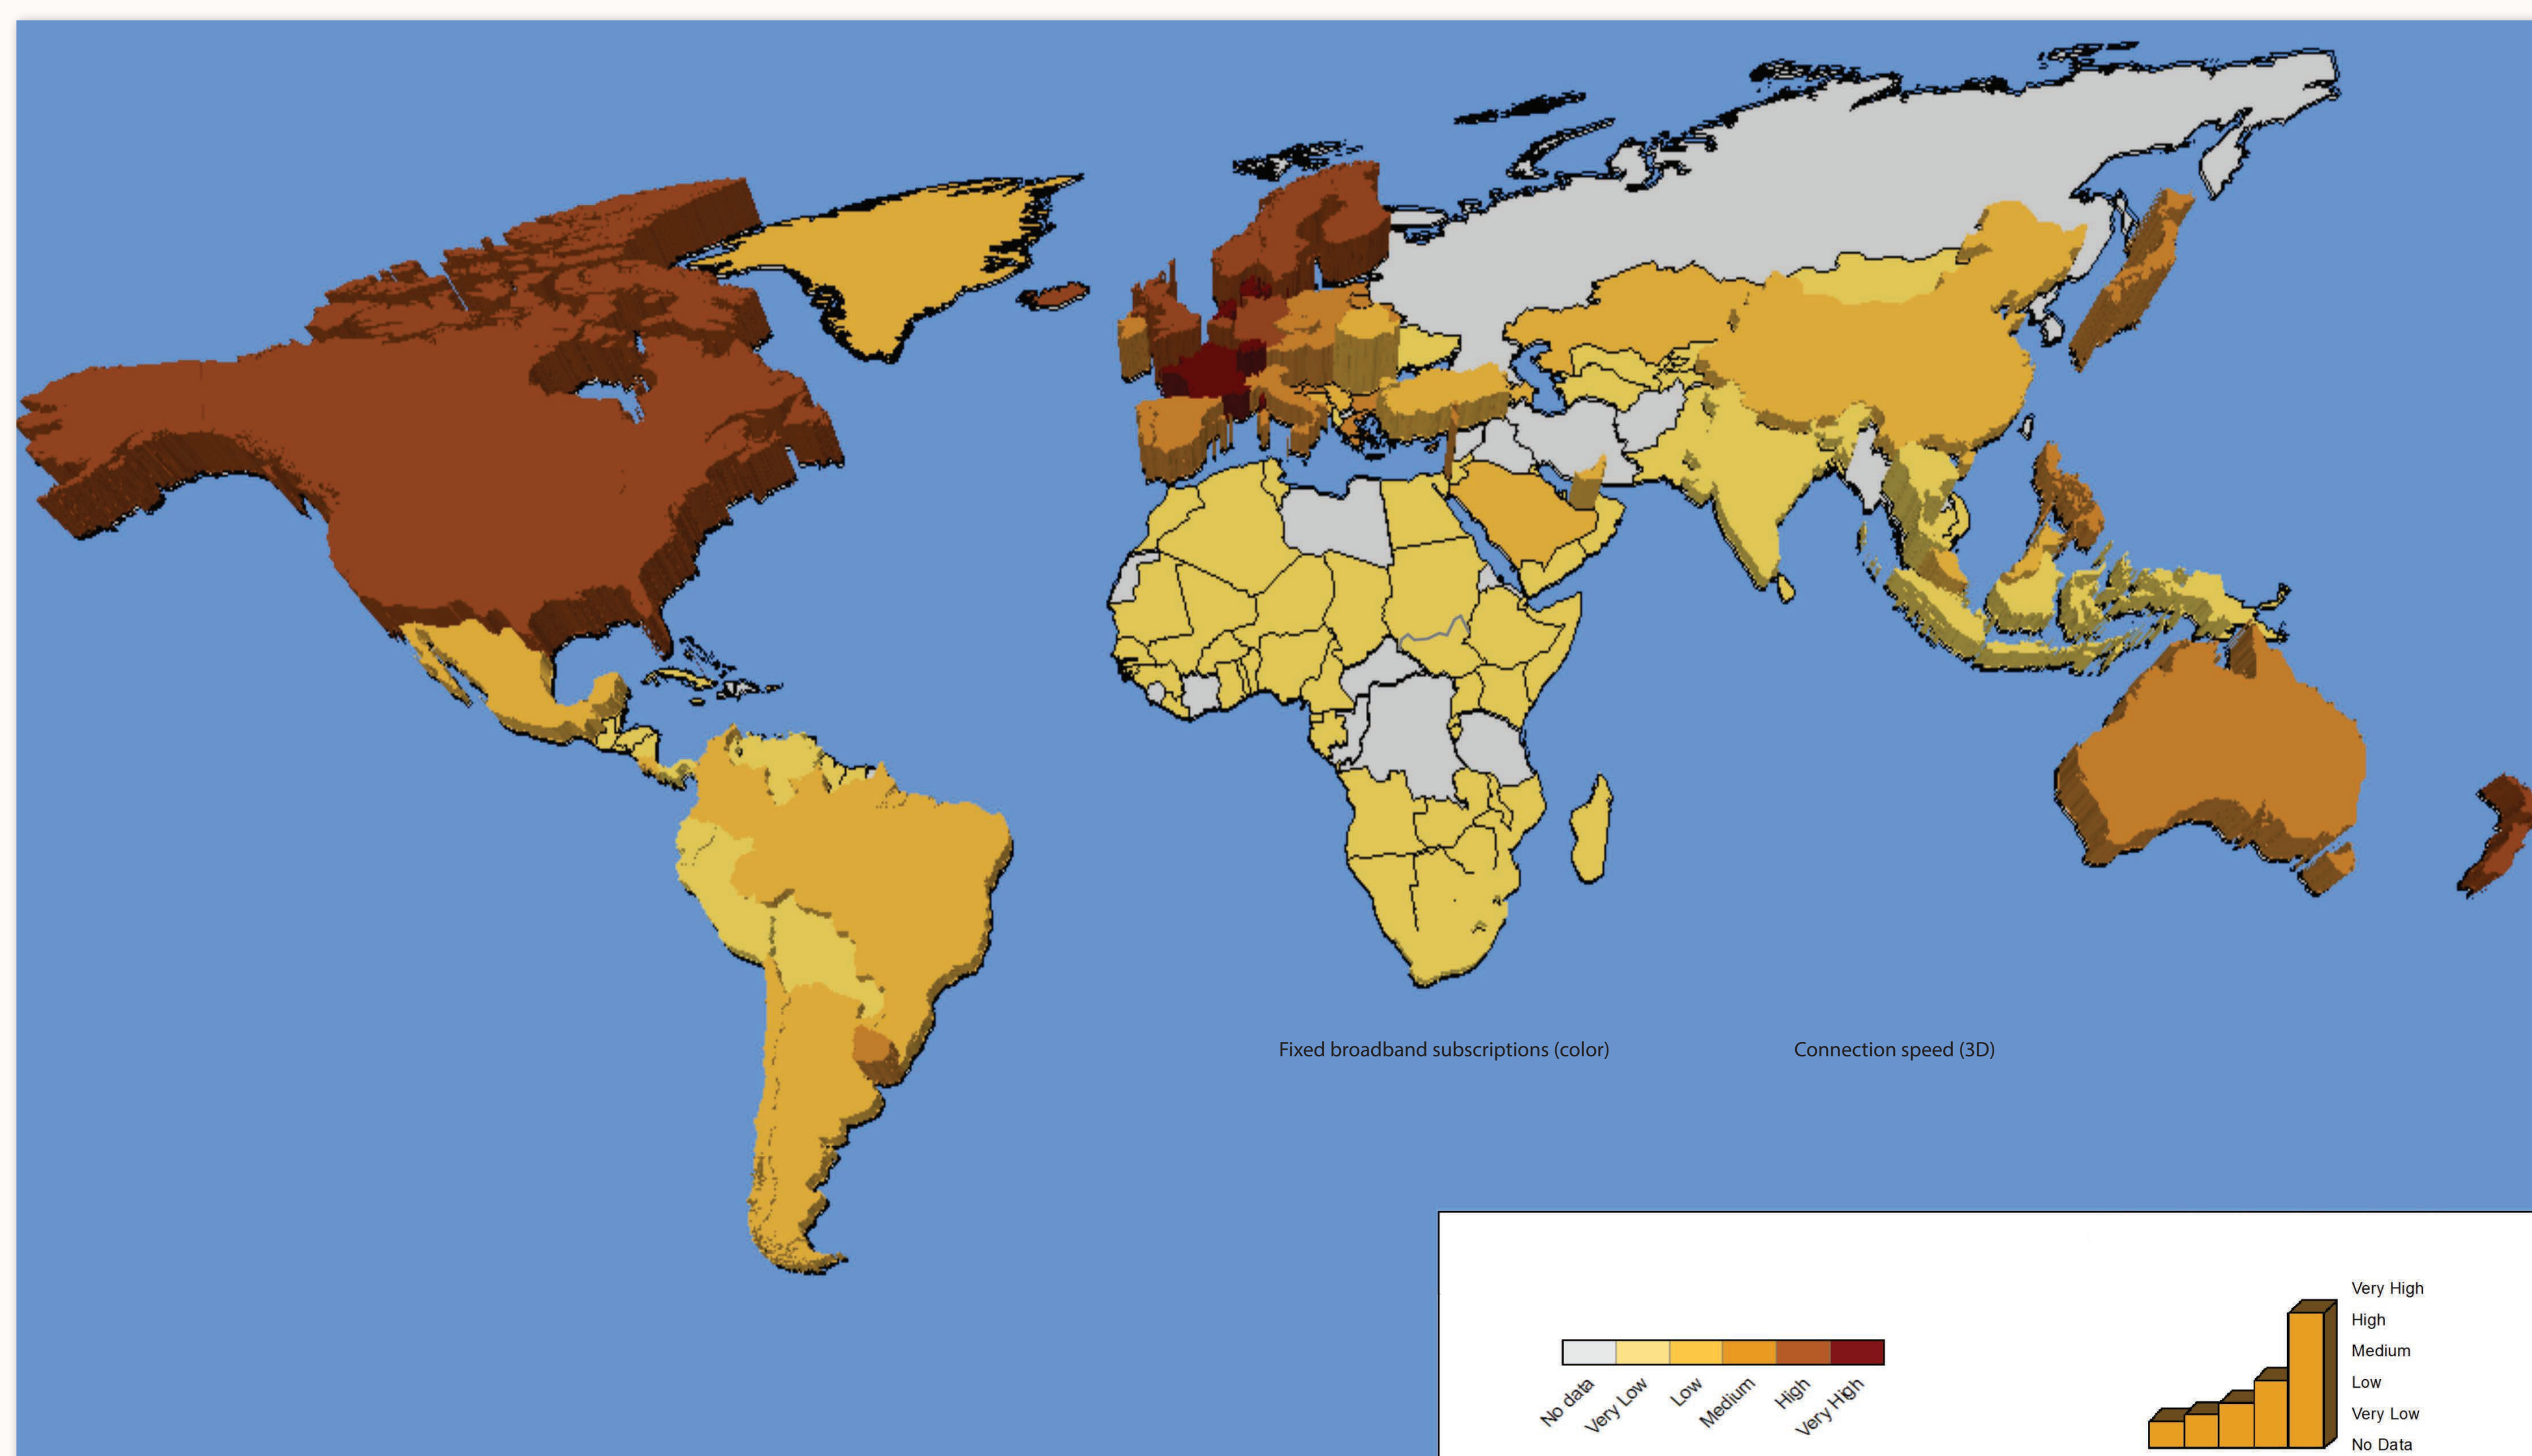 Fixed broadband subscriptions (color)
Connection speed (3D)
No data
Very Low
Low
Medium
High
Very High
Very High
High
Medium
Low
Very Low
No Data